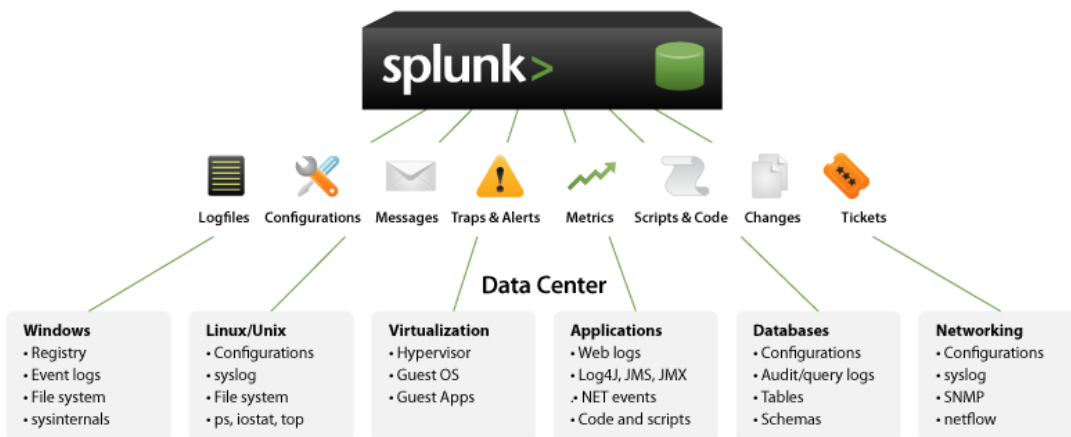 splunk>
Logfiles Configurations Messages Traps & Alerts Metrics Scripts & Code Changes Tickets
Data Center
Windows
• Registry
• Event logs
• File system
• sysinternals
Linux/Unix
• Configurations
• syslog
• File system
• ps, iostat, top
Virtualization
• Hypervisor
• Guest OS
• Guest Apps
Applications
• Web logs
• Log4J, JMS, JMX
.• NET events
• Code and scripts
Databases
• Configurations
• Audit/query logs
• Tables
• Schemas
Networking
• Configurations
• syslog
• SNMP
• netflow